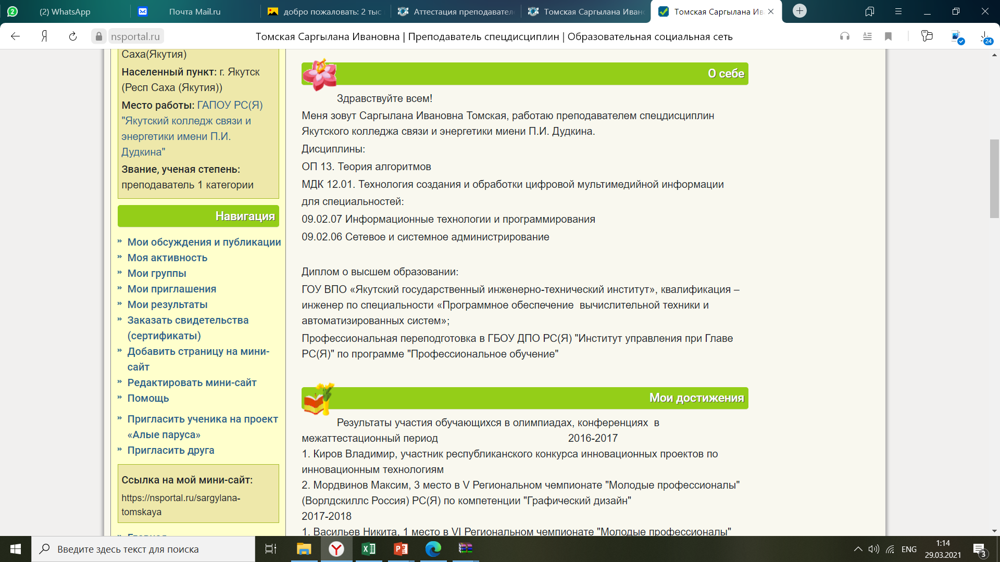 (2) WhatsApp
Почта Mail.ru
добро пожаловать: 2 тыс
Аттестация преподавател
Томская Саргылана Иван
Томская Саргылана Ив
nsportal.ru
Томская Саргылана Ивановна | Преподаватель спецдисциплин | Образовательная социальная сеть
24
Саха(Якутия)
Населенный пункт: г. Якутск
(Респ Саха (Якутия))
Место работы: ГАПОУ РС(Я)
"Якутский колледж связи и
энергетики имени П.И.
Дудкина"
Звание, ученая степень:
преподаватель 1 категории
Навигация
Мои обсуждения и публикации
Моя активность
Мои группы
Мои приглашения
Мои результаты
Заказать свидетельства
(сертификаты)
Добавить страницу на мини-
сайт
Редактировать мини-сайт
Помощь
Пригласить ученика на проект
«Алые паруса»
Пригласить друга
Ссылка на мой мини-сайт:
https://nsportal.ru/sargylana-
tomskaya
О себе
Здравствуйте всем!
Меня зовут Саргылана Ивановна Томская, работаю преподавателем спецдисциплин
Якутского колледжа связи и энергетики миени П.И. Дудкина.
Дисциплины:
ОП 13. Теория алгоритмов
МДК 12.01. Технология создания и обработки цифровой мультимедийной информации
для специальностей:
09.02.07 Информационные технологии и программирования
09.02.06 Сетевое и системное администрирование
Диплом о высшем образовании:
ГОУ ВПО «Якутский государственный инженерно-технический институт», квалификация –
инженер по специальности «Программное обеспечение  вычислительной техники и
автоматизированных систем»;
Профессиональная переподготовка в ГБОУ ДПО РС(Я) "Институт управления при Главе
РС(Я)" по программе "Профессиональное обучение"
Мои достижения
Результаты участия обучающихся в олимпиадах, конференциях  в
межаттестационный период 2016-2017
1. Киров Владимир, участник республиканского конкурса инновационных проектов по
инновационным технологиям
2. Мордвинов Максим, 3 место в V Региональном чемпионате "Молодые профессионалы"
(Ворлдскиллс Россия) РС(Я) по компетенции "Графический дизайн"
2017-2018
1. Васильев Никита, 1 место в VI Региональном чемпионате "Молодые профессионалы"
Введите здесь текст для поиска
ENG
1:14
29.03.2021
3